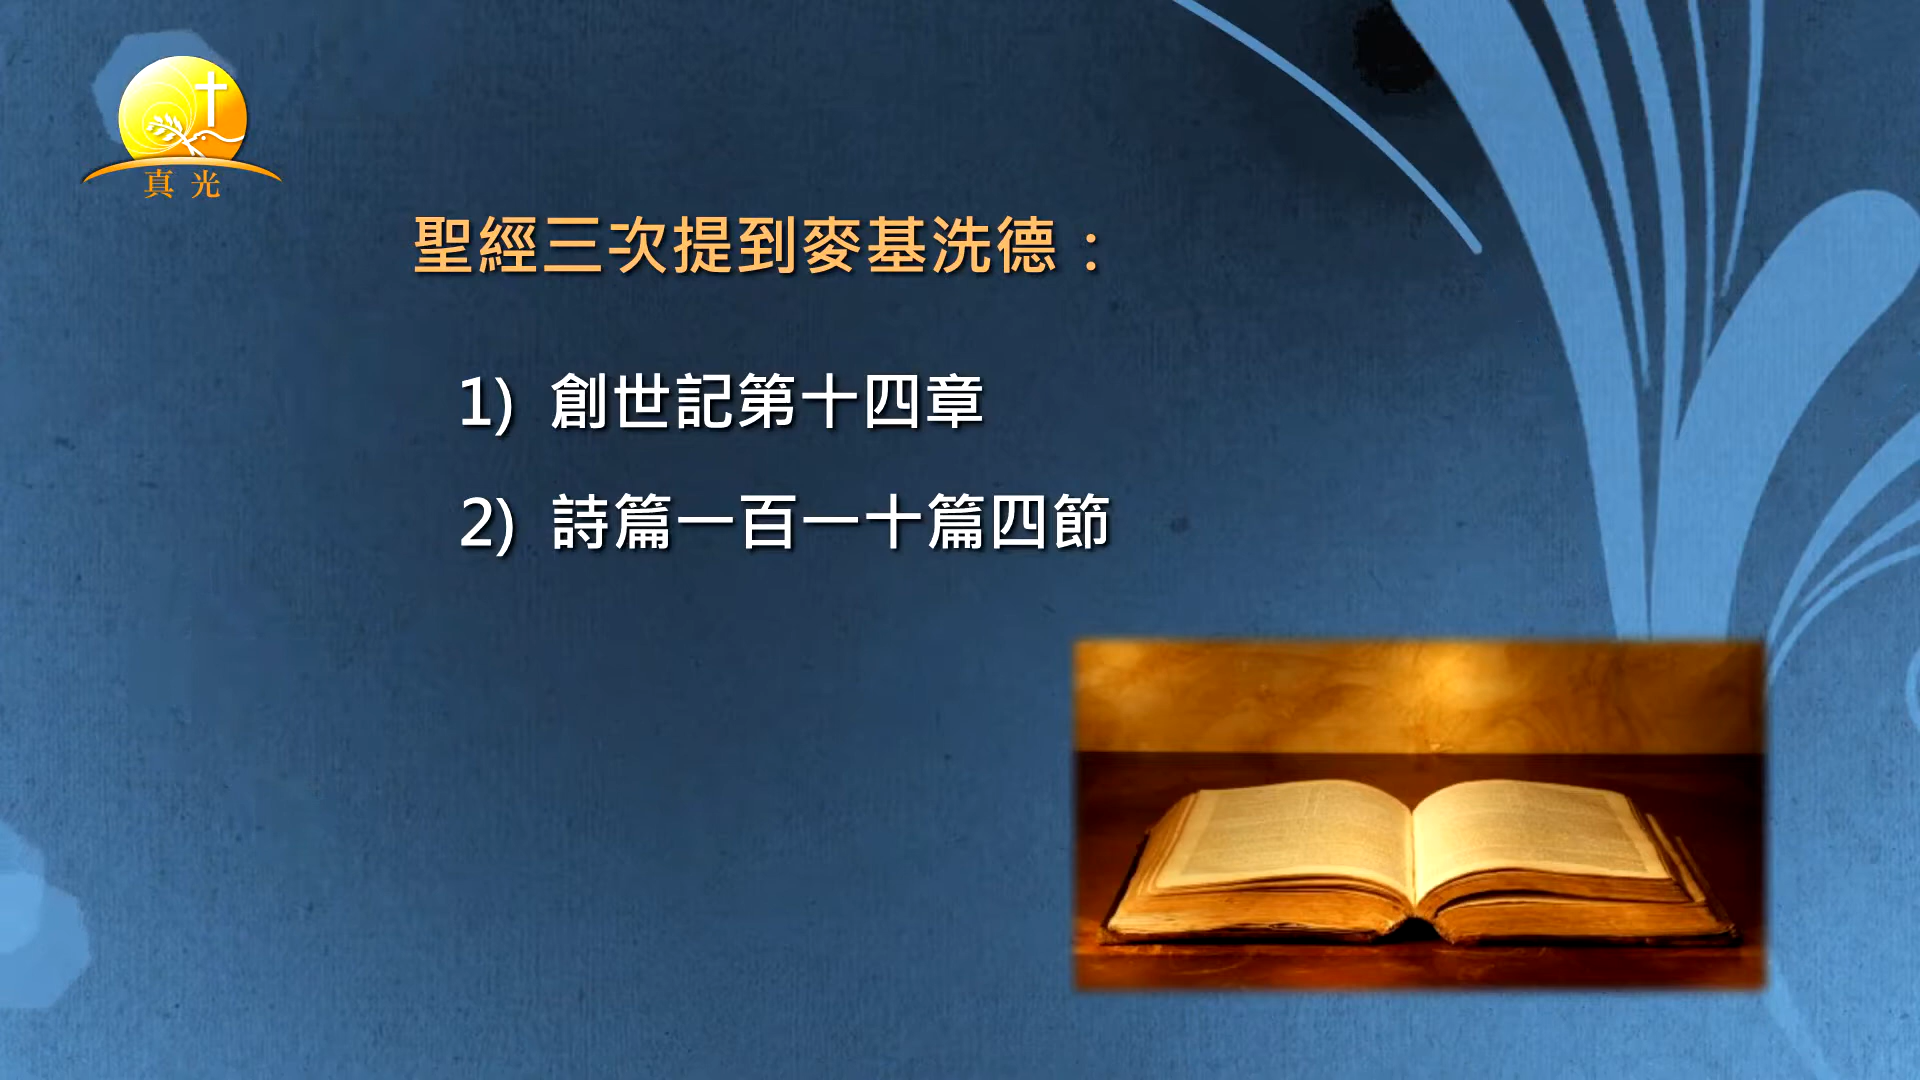 真光
聖經三次提到麥基洗德：
1) 創世記第十四章
2) 詩篇一百一十篇四節